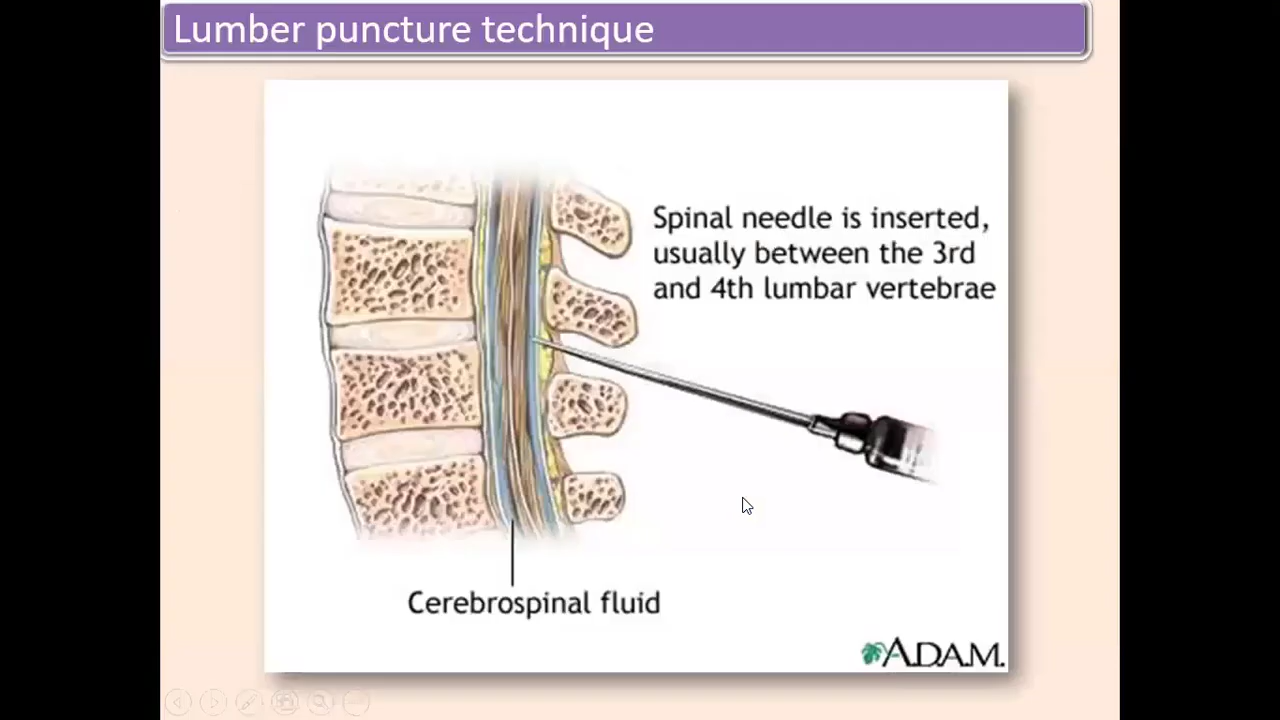 Lumber puncture technique
Spinal needle is inserted,
usually between the 3rd
and 4th lumbar vertebrae
Cerebrospinal fluid
A.D.A.M.